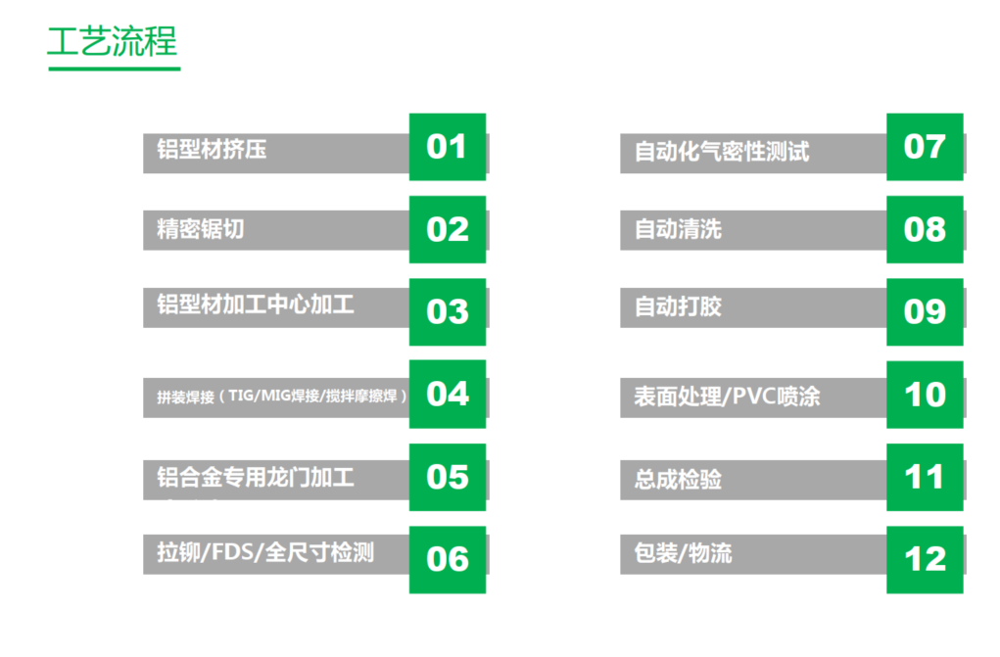 工艺流程
铝型材挤压 01
精密锯切 02
铝型材加工中心加工 03
拼装焊接（TIG/MIG焊接/搅拌摩擦焊） 04
铝合金专用龙门加工 05
拉铆/FDS/全尺寸检测 06
自动化气密性测试 07
自动清洗 08
自动打胶 09
表面处理/PVC喷涂 10
总成检验 11
包装/物流 12